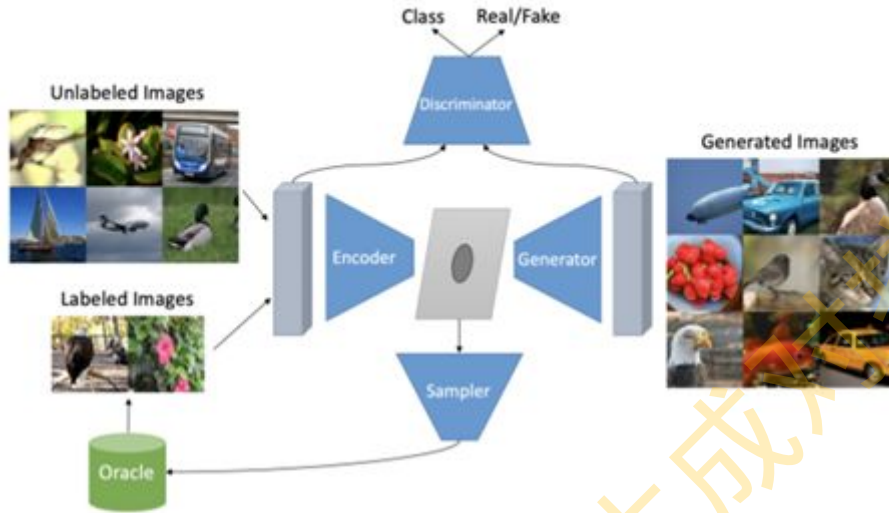 Class
Real/Fake
Discriminator
Unlabeled Images
Generated Images
Encoder
Generator
Labeled Images
Sampler
Oracle